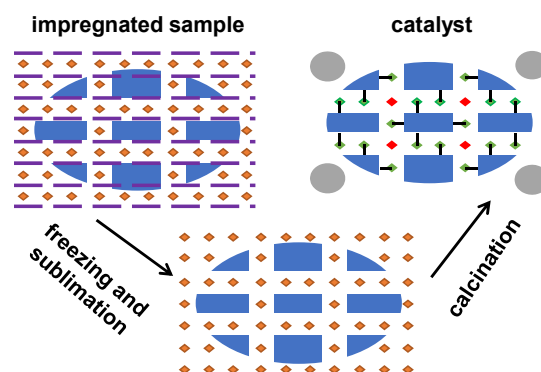 impregnated sample
catalyst
freezing and
sublimation
calcination